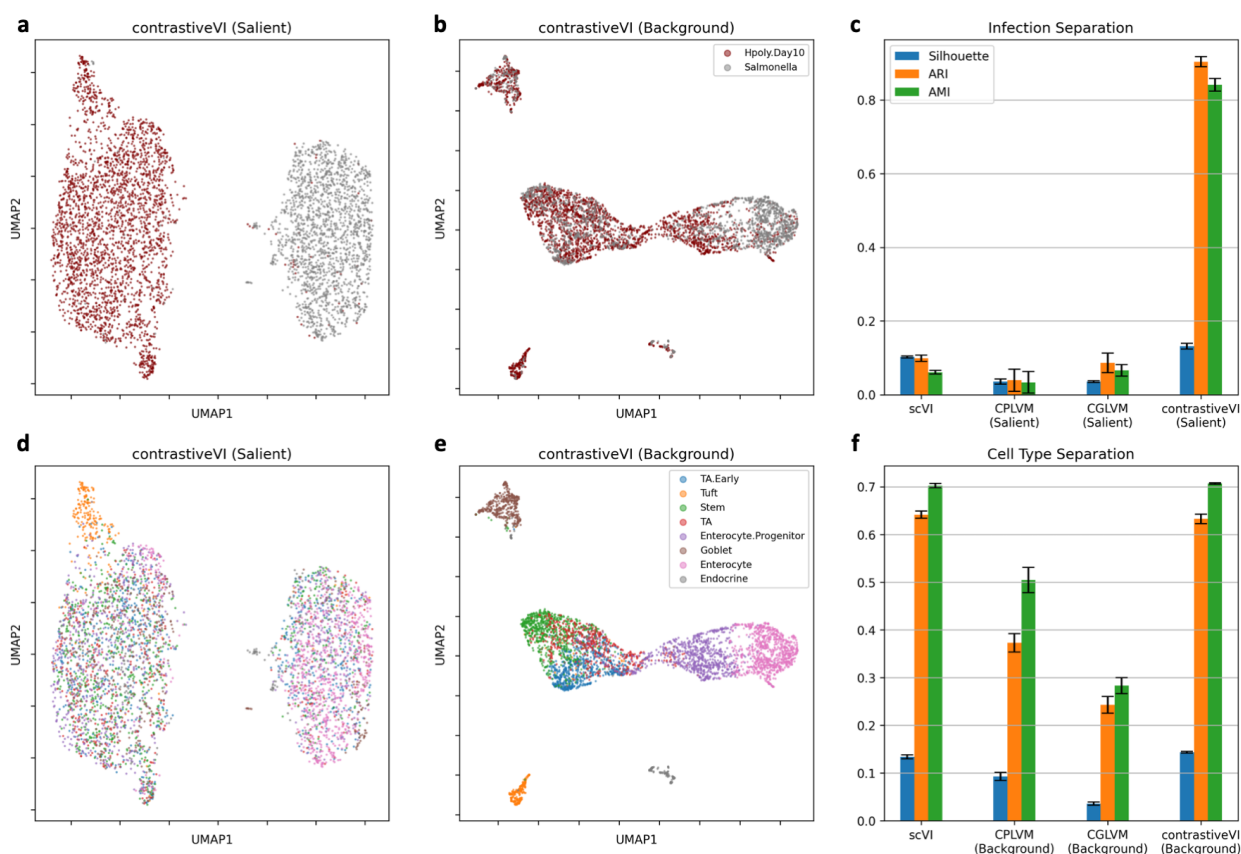 a
contrastiveVI (Salient)
UMAP2
UMAP1
b
contrastiveVI (Background)
Hpoly.Day10
Salmonella
UMAP2
UMAP1
c
Infection Separation
Silhouette
ARI
AMI
0.8
0.6
0.4
0.2
0.0
scVI
CPLVM
(Salient)
CGLVM
(Salient)
contrastiveVI
(Salient)
d
contrastiveVI (Salient)
UMAP2
UMAP1
e
contrastiveVI (Background)
TA.Early
Tuft
Stem
TA
Enterocyte.Progenitor
Goblet
Enterocyte
Endocrine
UMAP2
UMAP1
f
Cell Type Separation
0.7
0.6
0.5
0.4
0.3
0.2
0.1
0.0
scVI
CPLVM
(Background)
CGLVM
(Background)
contrastiveVI
(Background)